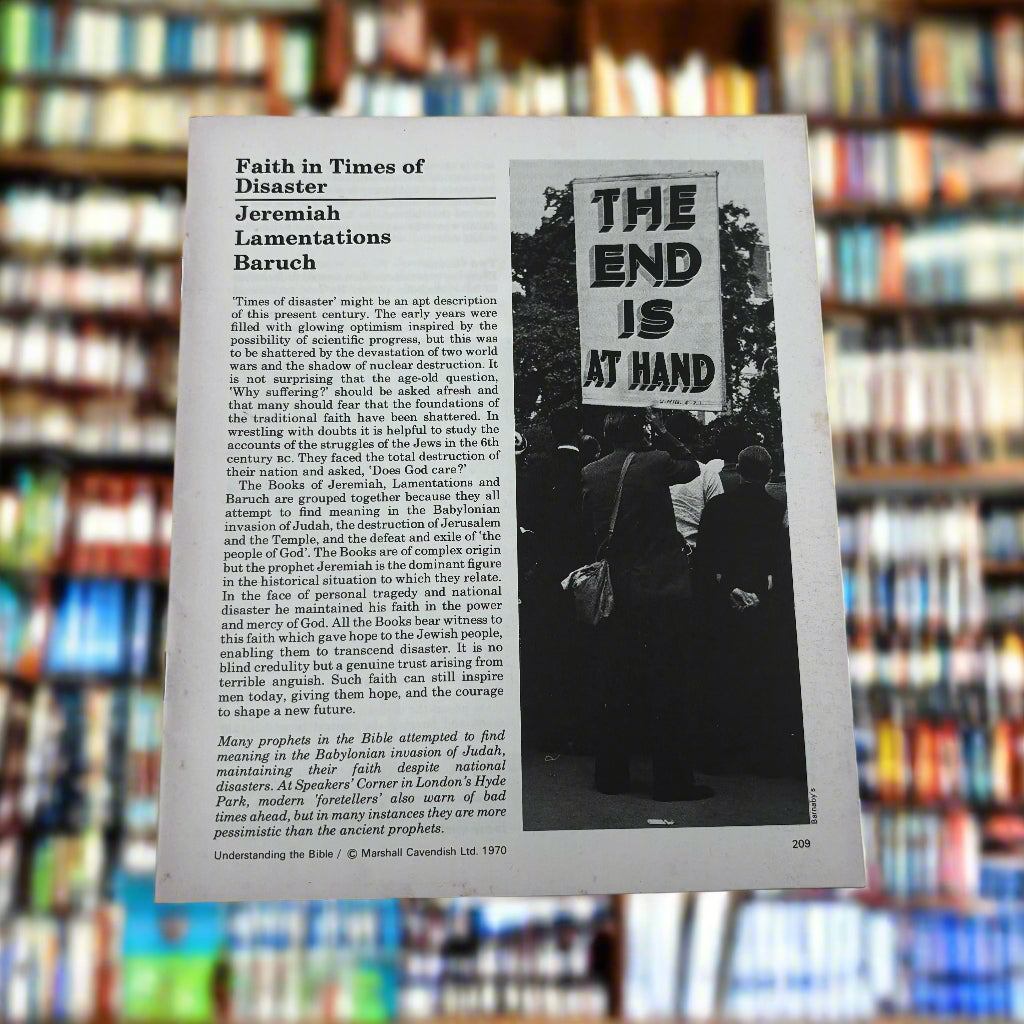 Faith in Times of
Disaster
Jeremiah
Lamentations
Baruch
'Times of disaster' might be an apt description
of this present century. The early years were
filled with glowing optimism inspired by the
possibility of scientific progress, but this was
to be shattered by the devastation of two world
wars and the shadow of nuclear destruction. It
is not surprising that the age-old question,
'Why suffering?' should be asked afresh and
that many should fear that the foundations of
the traditional faith have been shattered. In
wrestling with doubts it is helpful to study the
accounts of the struggles of the Jews in the 6th
century BC. They faced the total destruction of
their nation and asked, 'Does God care?'
The Books of Jeremiah, Lamentations and
Baruch are grouped together because they all
attempt to find meaning in the Babylonian
invasion of Judah, the destruction of Jerusalem
and the Temple, and the defeat and exile of 'the
people of God'. The Books are of complex origin
but the prophet Jeremiah is the dominant figure
in the historical situation to which they relate.
In the face of personal tragedy and national
disaster he maintained his faith in the power
and mercy of God. All the Books bear witness to
this faith which gave hope to the Jewish people,
enabling them to transcend disaster. It is no
blind credulity but a genuine trust arising from
terrible anguish. Such faith can still inspire
men today, giving them hope, and the courage
to shape a new future.
Many prophets in the Bible attempted to find
meaning in the Babylonian invasion of Judah,
maintaining their faith despite national
disasters. At Speakers' Corner in London's Hyde
Park, modern 'foretellers' also warn of bad
times ahead, but in many instances they are more
pessimistic than the ancient prophets.
Understanding the Bible / © Marshall Cavendish Ltd. 1970
THE
END
IS
AT HAND
Barnaby's
209